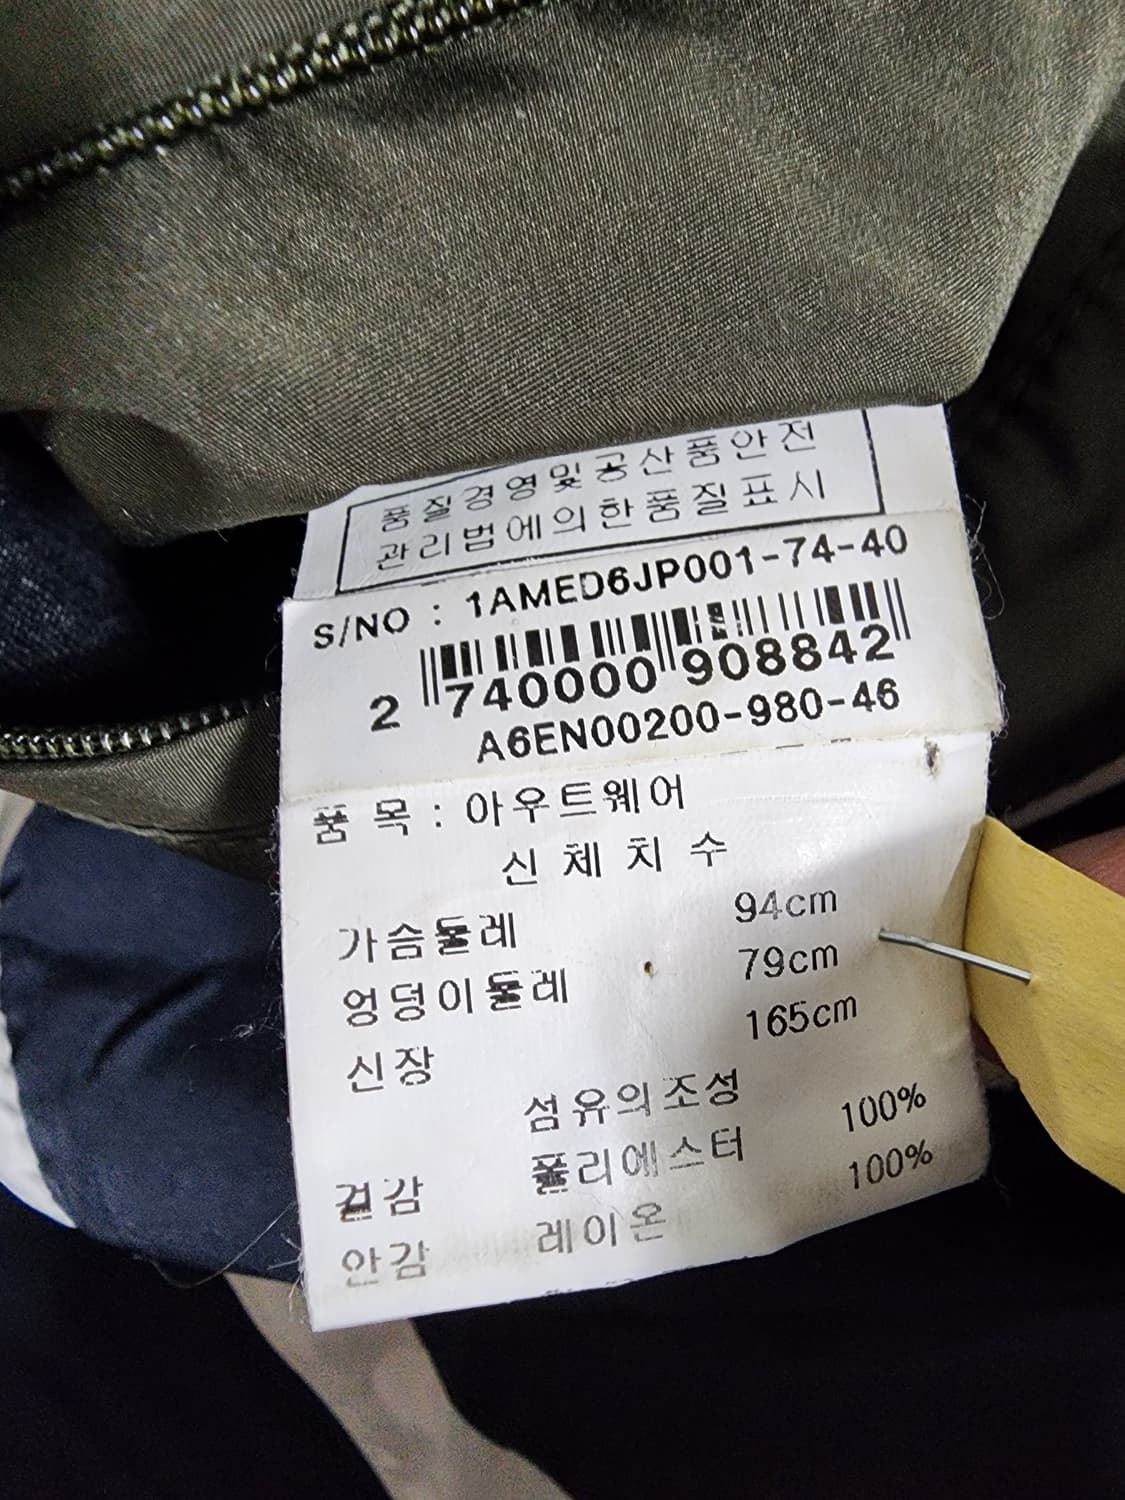 품질경영및공산품안전
관리법에의한품질표시
S/NO : 1AMED6JP001-74-40
2 740000 908842
A6EN00200-980-46
품 목 : 아우트웨어
신 체 치 수
가슴둘레 94cm
엉덩이둘레 79cm
신장 165cm
섬유의조성
겉감 폴리에스터 100%
안감 레이온 100%